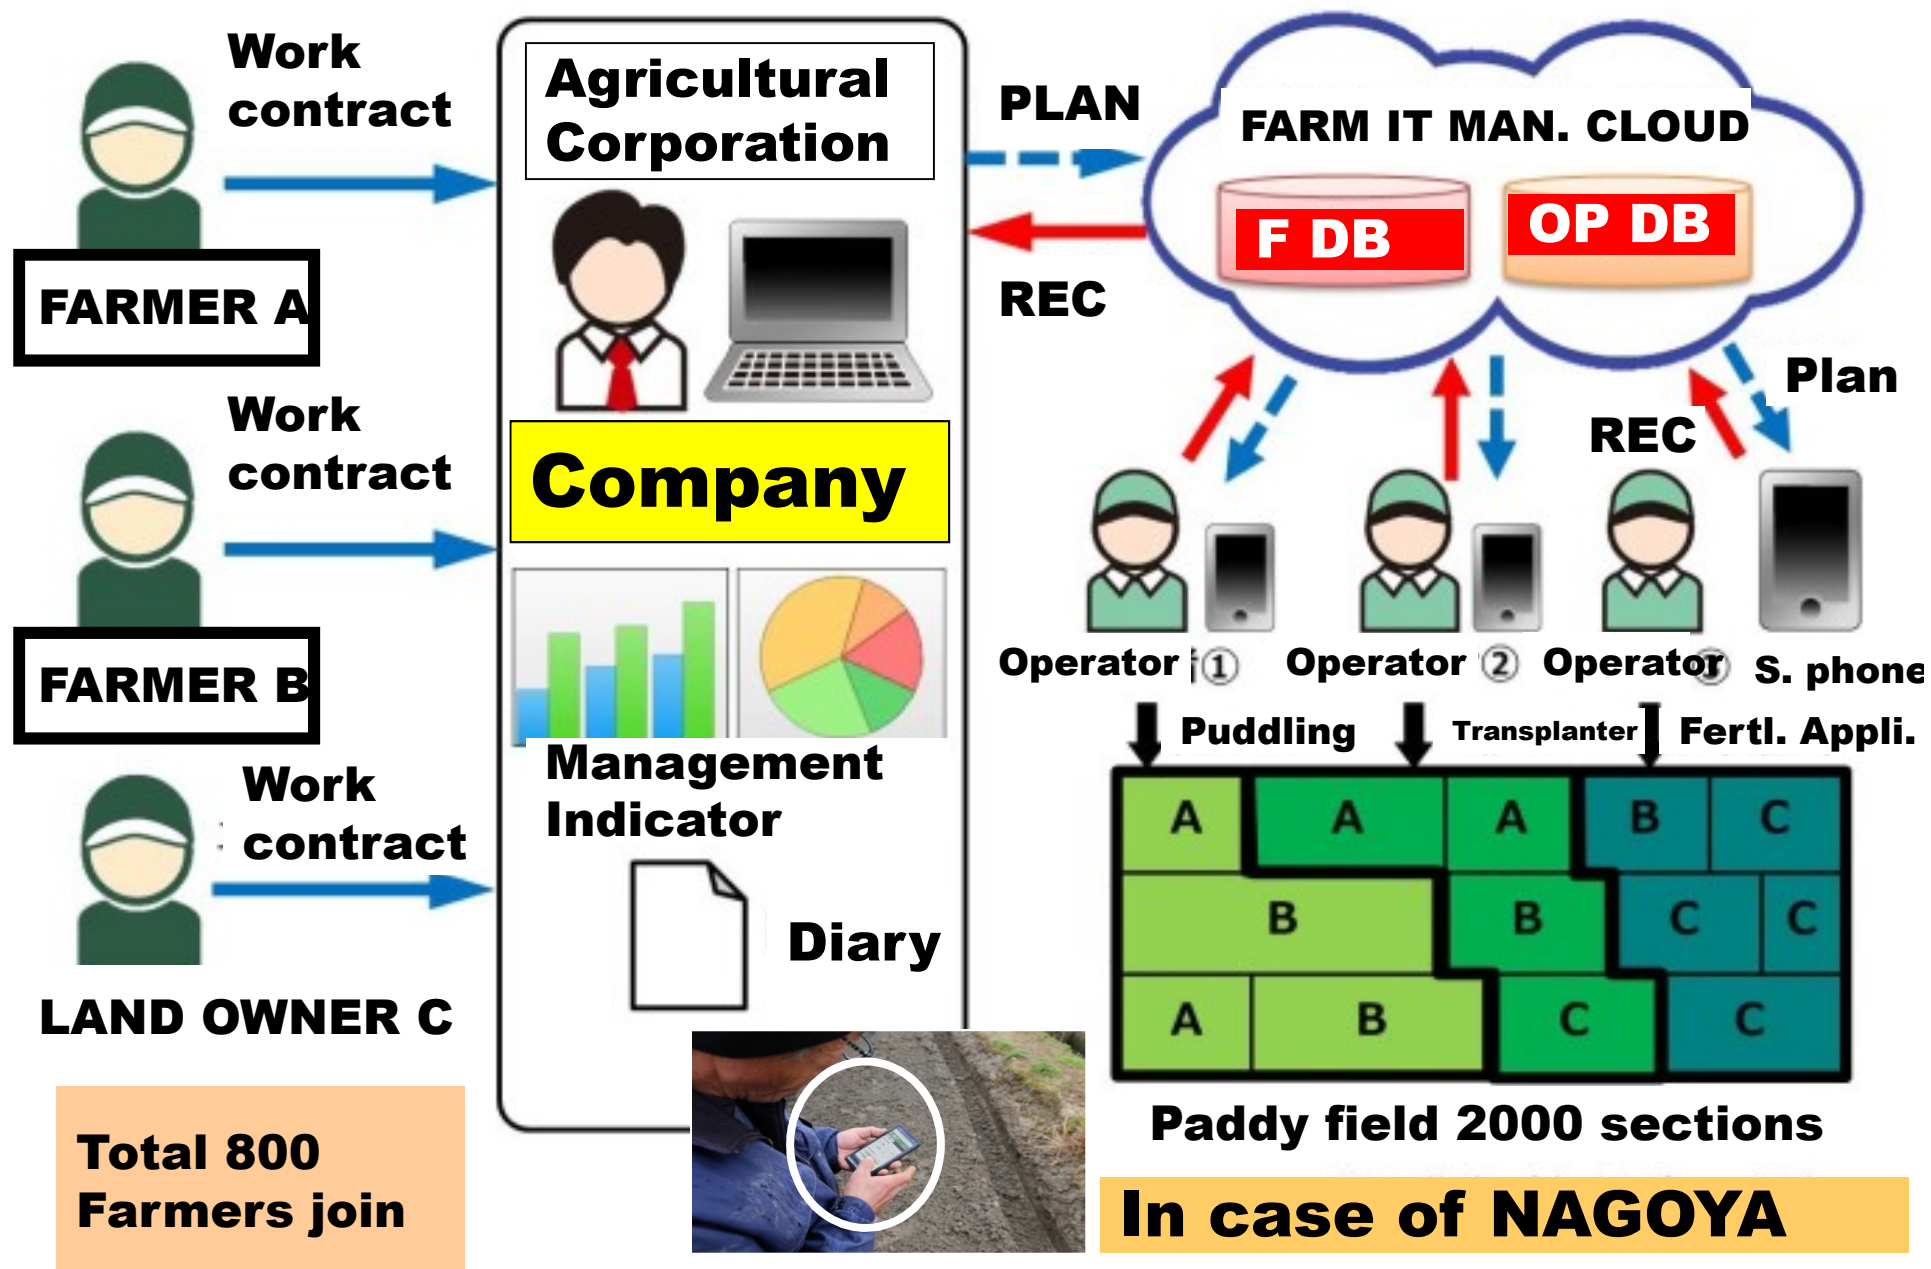 Work
contract
FARMER A
Work
contract
FARMER B
Work
contract
LAND OWNER C
Total 800
Farmers join
Agricultural
Corporation
Company
Management
Indicator
Diary
PLAN
REC
FARM IT MAN. CLOUD
F DB
OP DB
Plan
REC
Operator ①
Operator ②
Operator ③
S. phone
Puddling
Transplanter
Fertl. Appli.
A A A B C
B B C C
A B C C
Paddy field 2000 sections
In case of NAGOYA